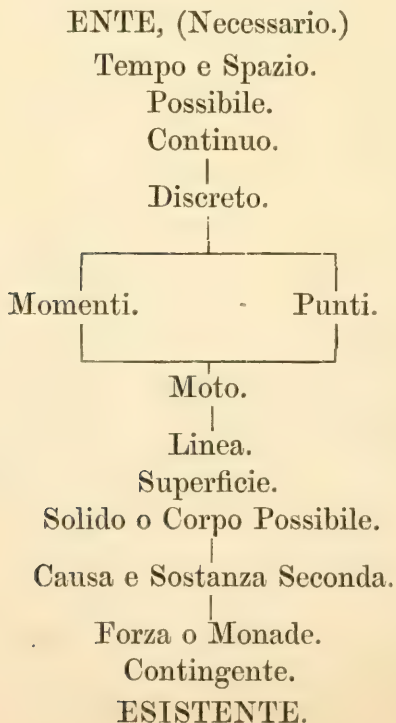 ENTE, (Necessario.)
Tempo e Spazio.
Possibile.
Continuo.
Discreto.
Momenti. Punti.
Moto.
Linea.
Superficie.
Solido o Corpo Possibile.
Causa e Sostanza Seconda.
Forza o Monade.
Contingente.
ESISTENTE.